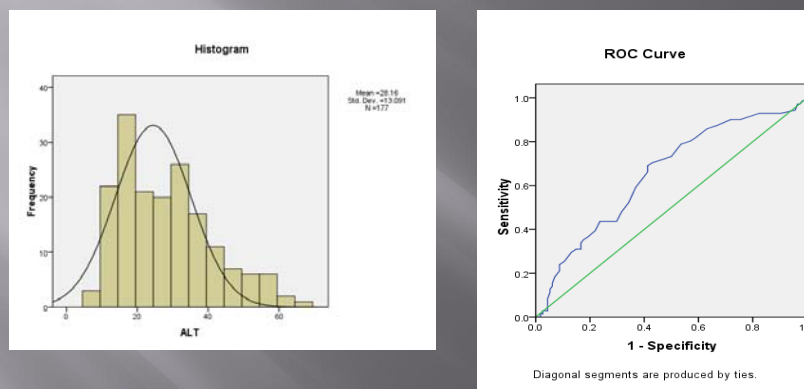 Histogram
Mean =28.16
Std. Dev. =13.091
N =177
40
30
20
10
0
Frequency
0
20
40
60
ALT
ROC Curve
1.0
0.8
0.6
0.4
0.2
0.0
Sensitivity
0.0
0.2
0.4
0.6
0.8
1 - Specificity
Diagonal segments are produced by ties.